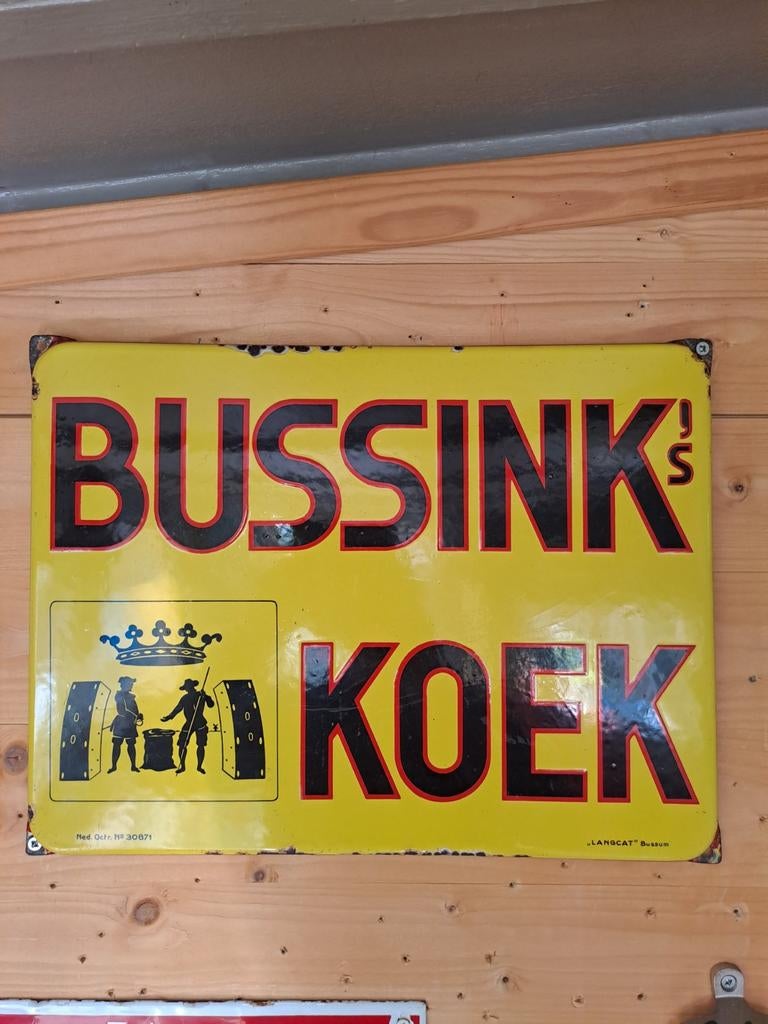 BUSSINK's
KOEK
Ned. Octr. No 30871
„LANGCAT" Bussum